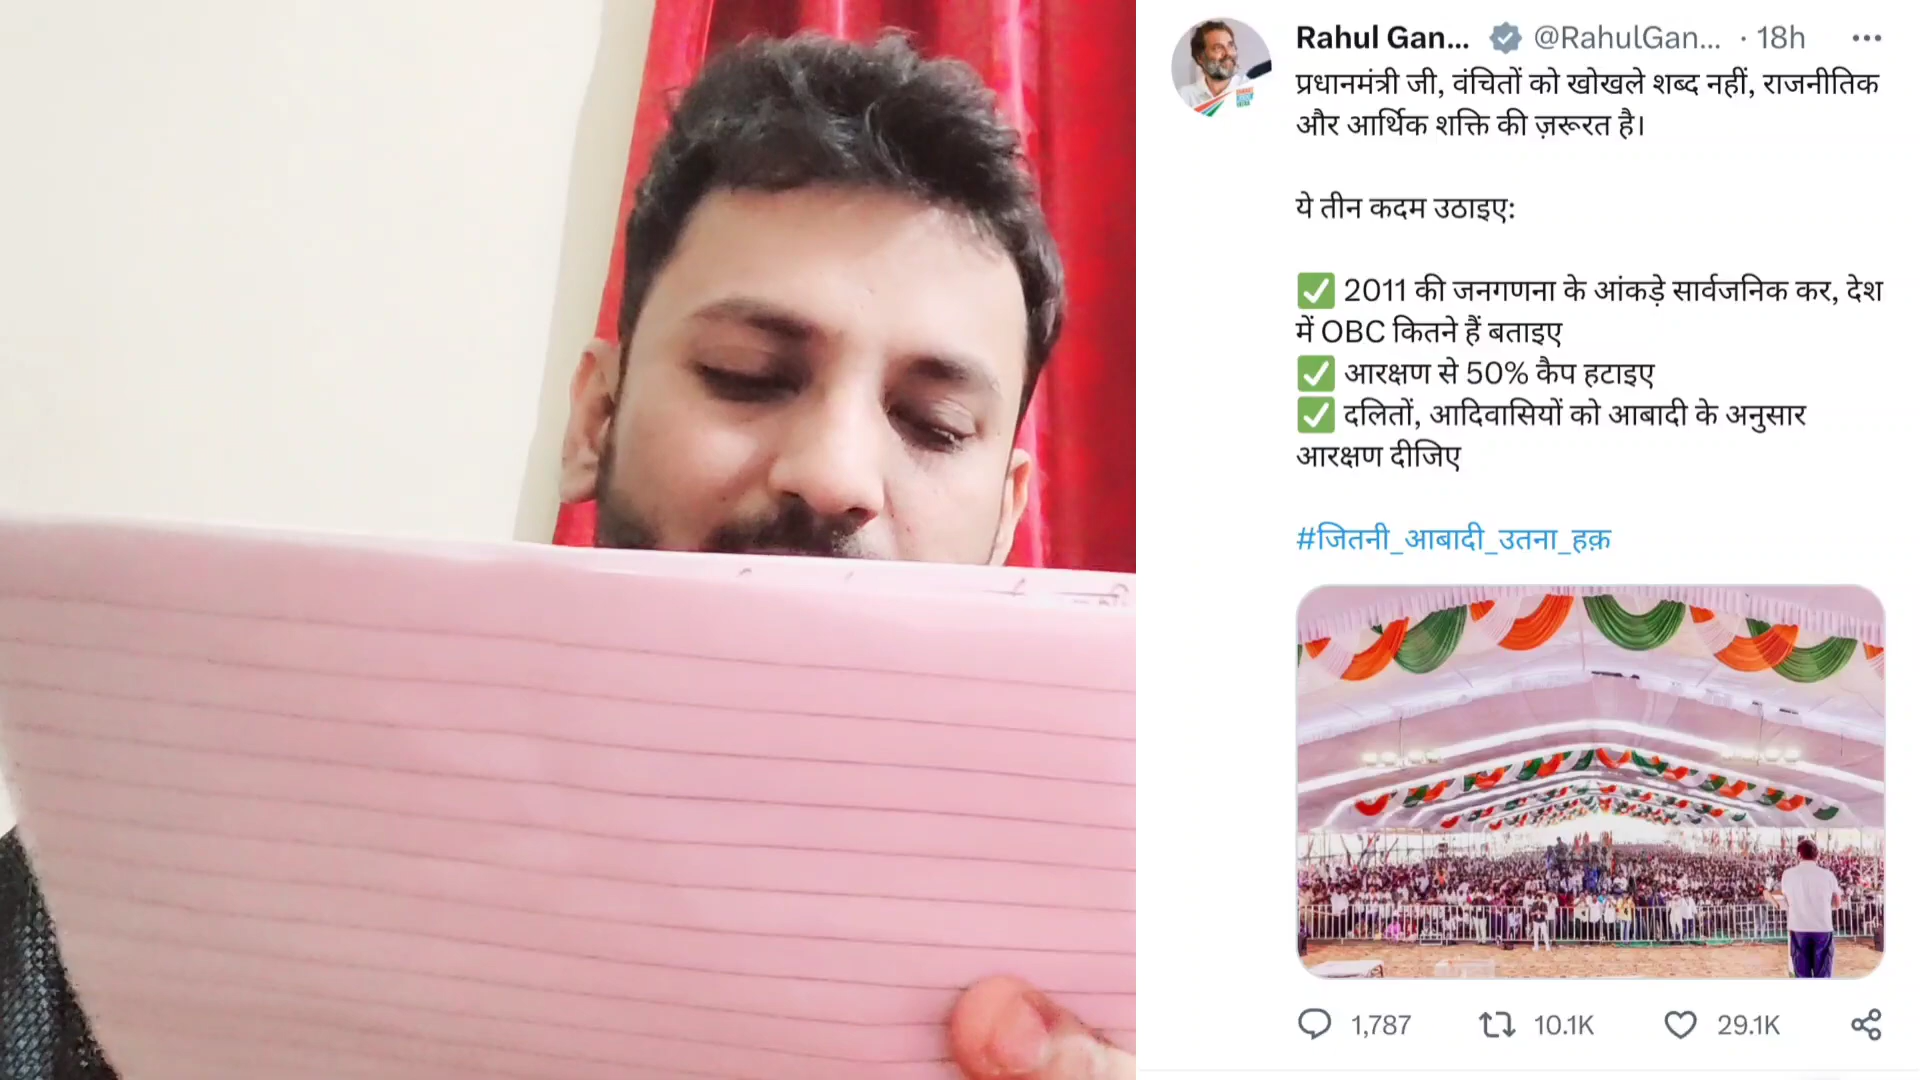 Rahul Gan... @RahulGan... · 18h
प्रधानमंत्री जी, वंचितों को खोखले शब्द नहीं, राजनीतिक
और आर्थिक शक्ति की ज़रूरत है।
ये तीन कदम उठाइए:
✅ 2011 की जनगणना के आंकड़े सार्वजनिक कर, देश
में OBC कितने हैं बताइए
✅ आरक्षण से 50% कैप हटाइए
✅ दलितों, आदिवासियों को आबादी के अनुसार
आरक्षण दीजिए
#जितनी_आबादी_उतना_हक़
1,787 10.1K 29.1K